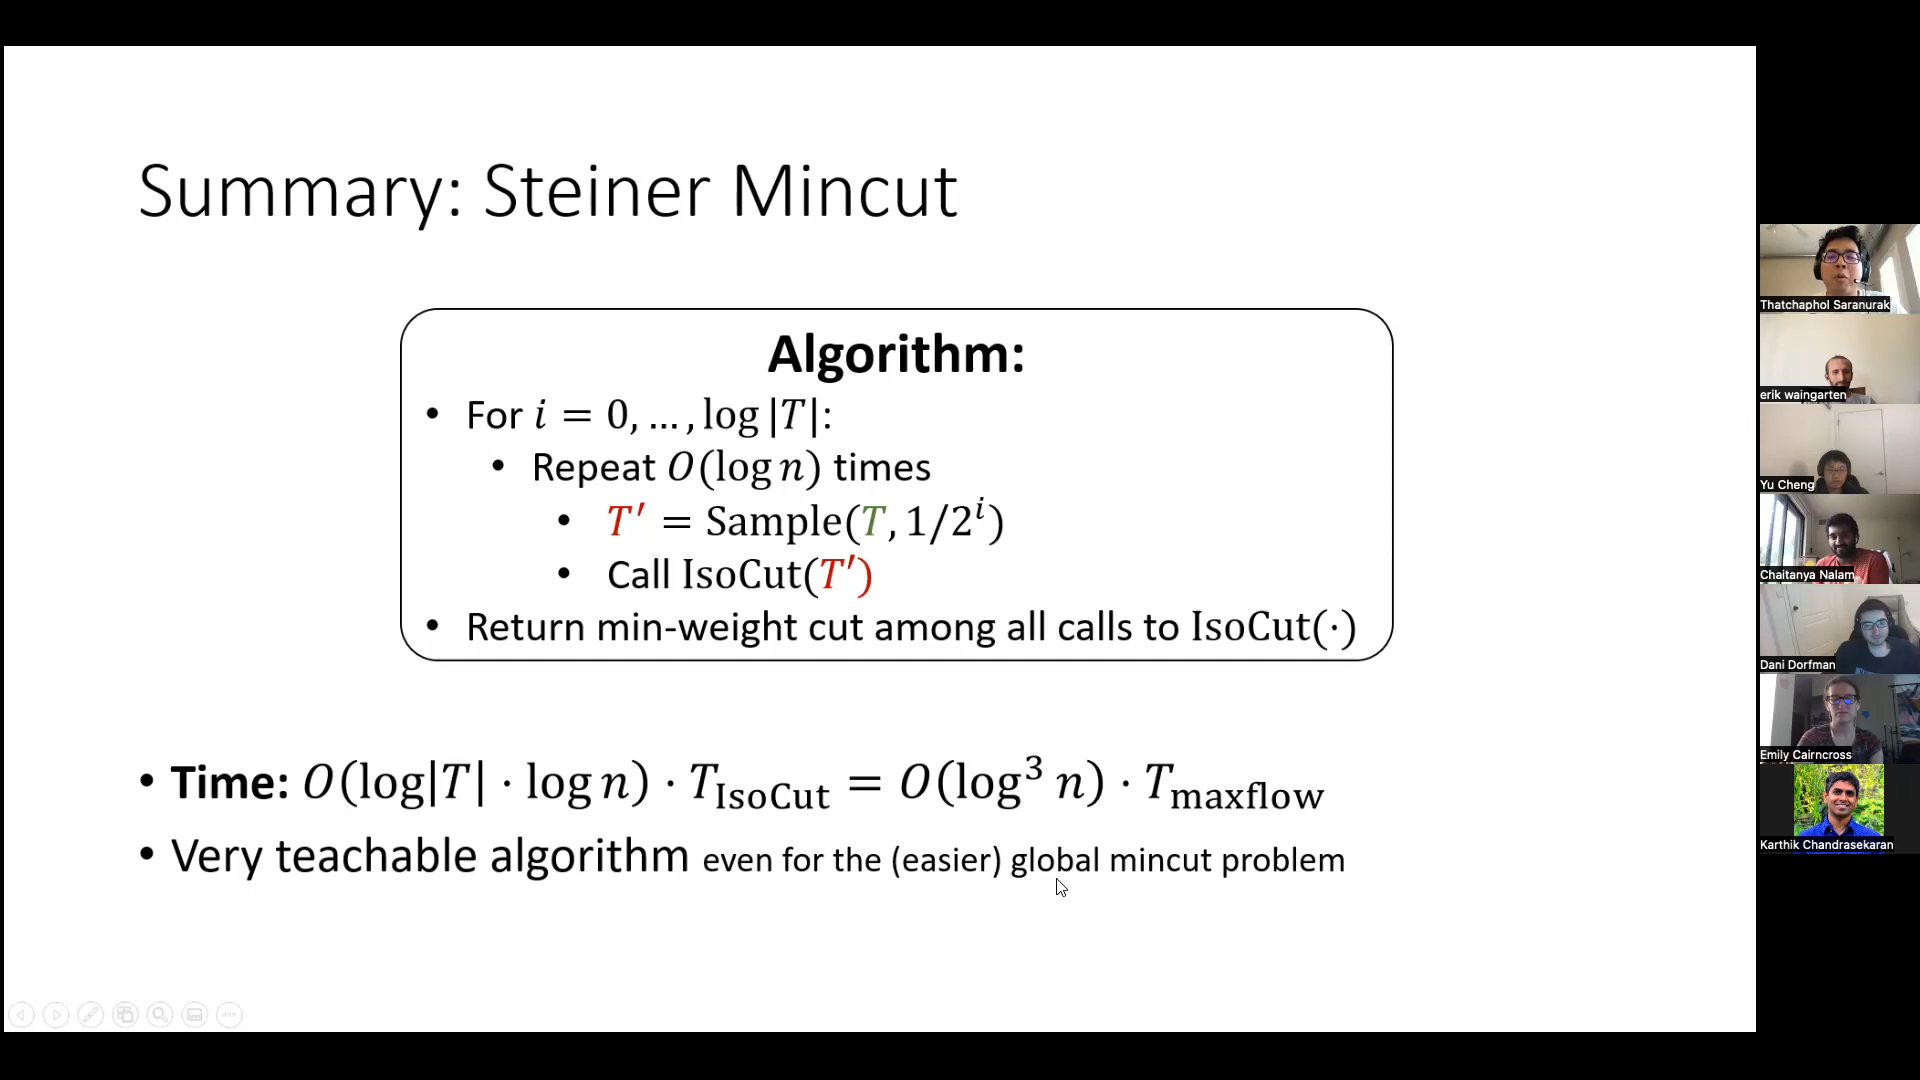 Summary: Steiner Mincut
Algorithm:
• For i = 0, … , log |T|:
• Repeat O(log n) times
• T′ = Sample(T, 1/2^i)
• Call IsoCut(T′)
• Return min-weight cut among all calls to IsoCut(·)
• Time: O(log|T| · log n) · T_IsoCut = O(log³ n) · T_maxflow
• Very teachable algorithm even for the (easier) global mincut problem
Thatchaphol Saranurak
erik waingarten
Yu Cheng
Chaitanya Nalam
Dani Dorfman
Emily Cairncross
Karthik Chandrasekaran